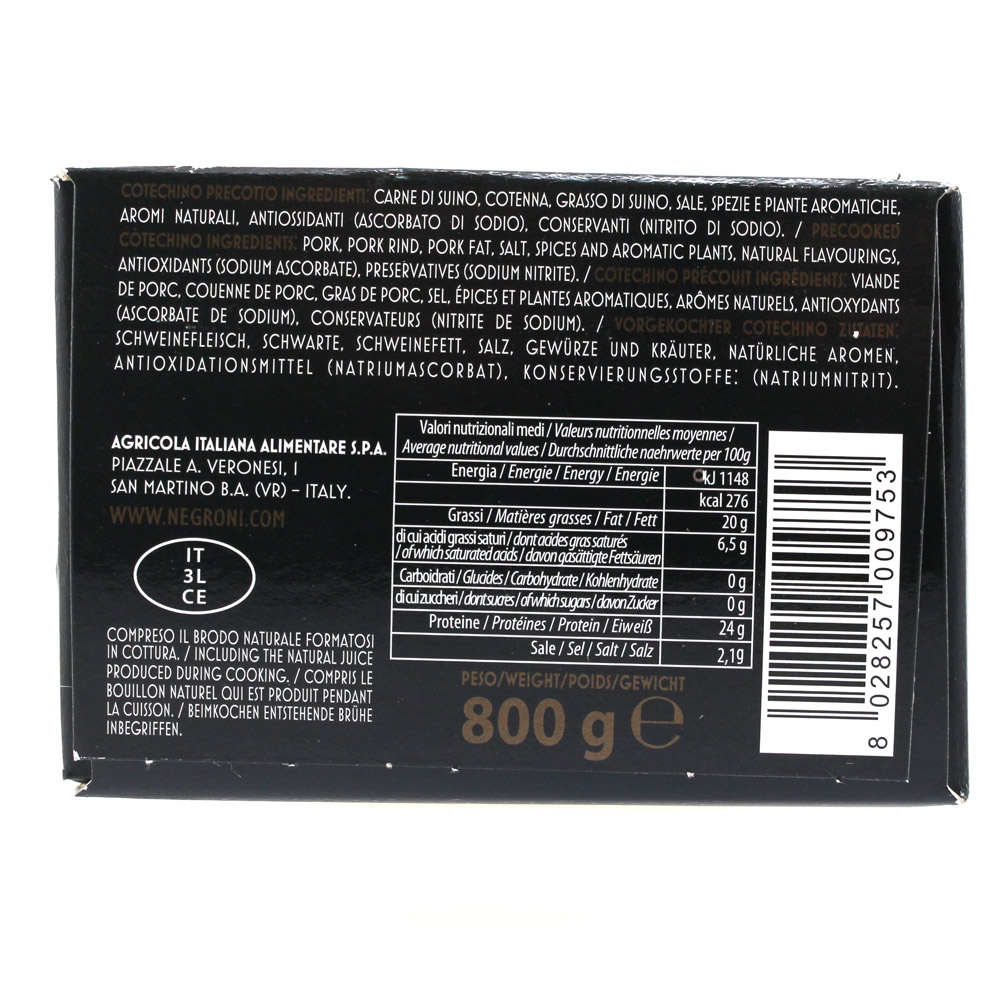 COTECHINO PRECOTTO INGREDIENTI: CARNE DI SUINO, COTENNA, GRASSO DI SUINO, SALE, SPEZIE E PIANTE AROMATICHE,
AROMI NATURALI, ANTIOSSIDANTI (ASCORBATO DI SODIO), CONSERVANTI (NITRITO DI SODIO). / PRECOOKED
COTECHINO INGREDIENTS: PORK, PORK RIND, PORK FAT, SALT, SPICES AND AROMATIC PLANTS, NATURAL FLAVOURINGS,
ANTIOXIDANTS (SODIUM ASCORBATE), PRESERVATIVES (SODIUM NITRITE). / COTECHINO PRÉCOUIT INGRÉDIENTS: VIANDE
DE PORC, COUENNE DE PORC, GRAS DE PORC, SEL, ÉPICES ET PLANTES AROMATIQUES, ARÔMES NATURELS, ANTIOXYDANTS
(ASCORBATE DE SODIUM), CONSERVATEURS (NITRITE DE SODIUM). / VORGEKOCHTER COTECHINO ZUTATEN:
SCHWEINEFLEISCH, SCHWARTE, SCHWEINEFETT, SALZ, GEWÜRZE UND KRÄUTER, NATÜRLICHE AROMEN,
ANTIOXIDATIONSMITTEL (NATRIUMASCORBAT), KONSERVIERUNGSSTOFFE: (NATRIUMNITRIT).
AGRICOLA ITALIANA ALIMENTARE S.P.A.
PIAZZALE A. VERONESI, 1
SAN MARTINO B.A. (VR) – ITALY.
WWW.NEGRONI.COM
IT
3L
CE
COMPRESO IL BRODO NATURALE FORMATOSI
IN COTTURA. / INCLUDING THE NATURAL JUICE
PRODUCED DURING COOKING. / COMPRIS LE
BOUILLON NATUREL QUI EST PRODUIT PENDANT
LA CUISSON. / BEIMKOCHEN ENTSTEHENDE BRÜHE
INBEGRIFFEN.
Valori nutrizionali medi / Valeurs nutritionnelles moyennes /
Average nutritional values / Durchschnittliche naehrwerte per 100g
Energia / Energie / Energy / Energie kJ 1148
kcal 276
Grassi / Matières grasses / Fat / Fett 20 g
di cui acidi grassi saturi / dont acides gras saturés
/ of which saturated acids / davon gasättigte Fettsäuren 6,5 g
Carboidrati / Glucides / Carbohydrate / Kohlenhydrate 0 g
di cui zuccheri / dont sucres / of which sugars / davon Zucker 0 g
Proteine / Protéines / Protein / Eiweiß 24 g
Sale / Sel / Salt / Salz 2,19
PESO/WEIGHT/POIDS/GEWICHT
800 g ℮
8 028257 009753